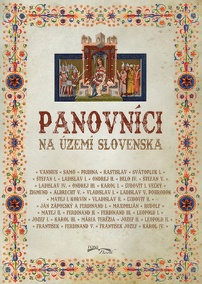 PANOVNÍCI
NA ÚZEMÍ SLOVENSKA
VANNIUS • SAMO • PRIBINA • RASTISLAV • SVÄTOPLUK I. •
ŠTEFAN I. • LADISLAV I. • ONDREJ II. • BELO IV. • ŠTEFAN V. •
LADISLAV IV. • ONDREJ III. • KAROL I. • ĽUDOVÍT I. VEĽKÝ •
ŽIGMUND • ALBRECHT V. • VLADISLAV I. • LADISLAV V. POHROBOK •
MATEJ I. KORVÍN • VLADISLAV II. • ĽUDOVÍT II. •
JÁN ZÁPOĽSKÝ A FERDINAND I. • MAXIMILIÁN • RUDOLF •
MATEJ II. • FERDINAND II. • FERDINAND III. • LEOPOLD I. •
JOZEF I. • KAROL III. • MÁRIA TERÉZIA • JOZEF II. • LEOPOLD II. •
FRANTIŠEK • FERDINAND V. • FRANTIŠEK JOZEF • KAROL IV.